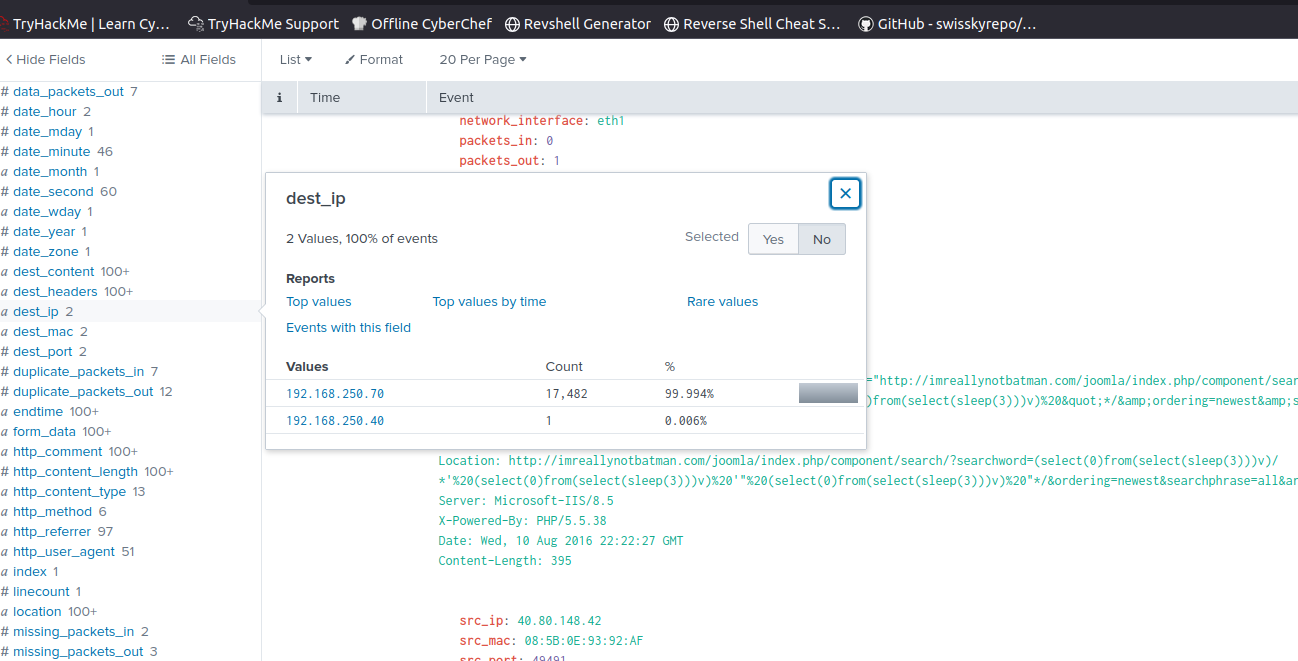 TryHackMe | Learn Cy... TryHackMe Support Offline CyberChef Revshell Generator Reverse Shell Cheat S... GitHub - swisskyrepo/...
Hide Fields All Fields List Format 20 Per Page
i Time Event
# data_packets_out 7
# date_hour 2
# date_mday 1
# date_minute 46
a date_month 1
# date_second 60
a date_wday 1
# date_year 1
a date_zone 1
a dest_content 100+
a dest_headers 100+
a dest_ip 2
a dest_mac 2
# dest_port 2
# duplicate_packets_in 7
# duplicate_packets_out 12
a endtime 100+
a form_data 100+
a http_comment 100+
# http_content_length 100+
a http_content_type 13
a http_method 6
a http_referrer 97
a http_user_agent 51
a index 1
# linecount 1
a location 100+
# missing_packets_in 2
# missing_packets_out 3
network_interface: eth1
packets_in: 0
packets_out: 1
dest_ip
2 Values, 100% of events Selected Yes No
Reports
Top values Top values by time Rare values
Events with this field
Values Count %
192.168.250.70 17,482 99.994%
192.168.250.40 1 0.006%
="http://imreallynotbatman.com/joomla/index.php/component/sear
)from(select(sleep(3)))v)%20&quot;*/&amp;ordering=newest&amp;s
Location: http://imreallynotbatman.com/joomla/index.php/component/search/?searchword=(select(0)from(select(sleep(3)))v)/
*'%20(select(0)from(select(sleep(3)))v)%20'"%20(select(0)from(select(sleep(3)))v)%20"*/&ordering=newest&searchphrase=all&ar
Server: Microsoft-IIS/8.5
X-Powered-By: PHP/5.5.38
Date: Wed, 10 Aug 2016 22:22:27 GMT
Content-Length: 395
src_ip: 40.80.148.42
src_mac: 08:5B:0E:93:92:AF
src_port: 49491